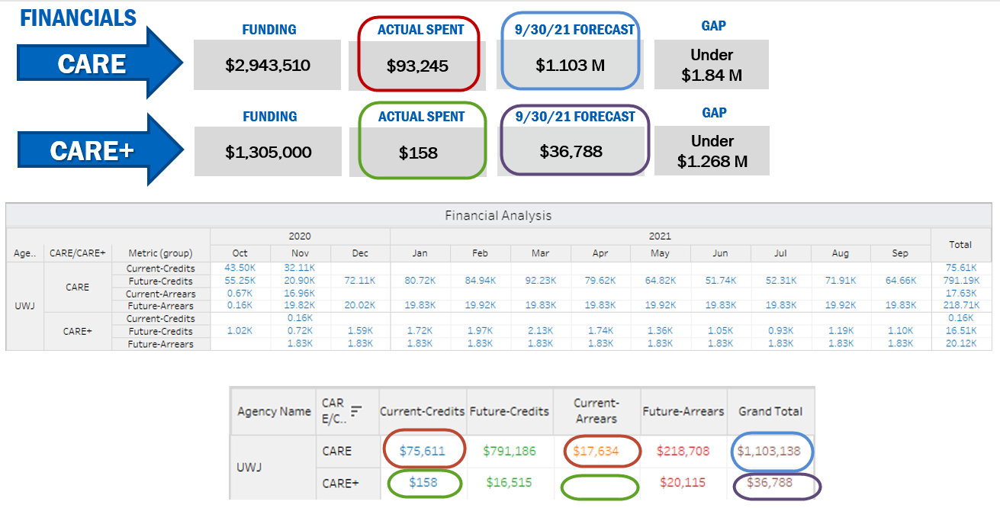 FINANCIALS
FUNDING ACTUAL SPENT 9/30/21 FORECAST GAP
CARE $2,943,510 $93,245 $1.103 M Under
$1.84 M
FUNDING ACTUAL SPENT 9/30/21 FORECAST GAP
CARE+ $1,305,000 $158 $36,788 Under
$1.268 M
Financial Analysis
2020 2021
Age.. CARE/CARE+ Metric (group) Oct Nov Dec Jan Feb Mar Apr May Jun Jul Aug Sep Total
UWJ CARE Current-Credits 43.50K 32.11K 75.61K
Future-Credits 55.25K 20.90K 72.11K 80.72K 84.94K 92.23K 79.62K 64.82K 51.74K 52.31K 71.91K 64.66K 791.19K
Current-Arrears 0.67K 16.96K 17.63K
Future-Arrears 0.16K 19.82K 20.02K 19.83K 19.92K 19.83K 19.83K 19.92K 19.83K 19.83K 19.92K 19.83K 218.71K
CARE+ Current-Credits 0.16K 0.16K
Future-Credits 1.02K 0.72K 1.59K 1.72K 1.97K 2.13K 1.74K 1.36K 1.05K 0.93K 1.19K 1.10K 16.51K
Future-Arrears 1.83K 1.83K 1.83K 1.83K 1.83K 1.83K 1.83K 1.83K 1.83K 1.83K 1.83K 20.12K
Agency Name CAR
E/C.. Current-Credits Future-Credits Current-
Arrears Future-Arrears Grand Total
UWJ CARE $75,611 $791,186 $17,634 $218,708 $1,103,138
CARE+ $158 $16,515 $20,115 $36,788